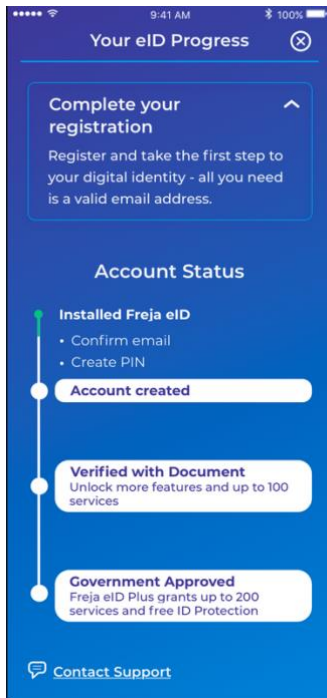 9:41 AM
100%
Your eID Progress
Complete your
registration
Register and take the first step to
your digital identity - all you need
is a valid email address.
Account Status
Installed Freja eID
• Confirm email
• Create PIN
Account created
Verified with Document
Unlock more features and up to 100
services
Government Approved
Freja eID Plus grants up to 200
services and free ID Protection
Contact Support